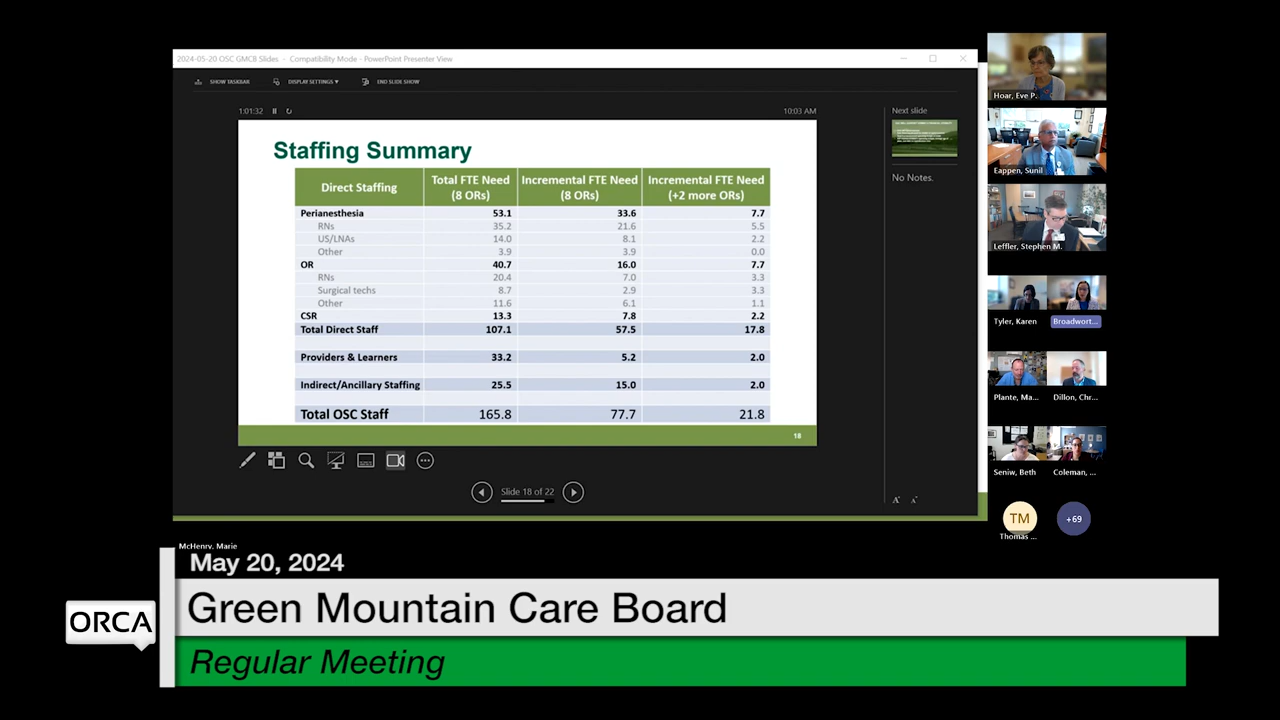 2024-05-20 OSC GMCB Slides - Compatibility Mode - PowerPoint Presenter View
SHOW TASKBAR DISPLAY SETTINGS ▾ END SLIDE SHOW
1:01:32 10:03 AM
Next slide
No Notes.
Staffing Summary
Direct Staffing Total FTE Need (8 ORs) Incremental FTE Need (8 ORs) Incremental FTE Need (+2 more ORs)
Perianesthesia 53.1 33.6 7.7
RNs 35.2 21.6 5.5
US/LNAs 14.0 8.1 2.2
Other 3.9 3.9 0.0
OR 40.7 16.0 7.7
RNs 20.4 7.0 3.3
Surgical techs 8.7 2.9 3.3
Other 11.6 6.1 1.1
CSR 13.3 7.8 2.2
Total Direct Staff 107.1 57.5 17.8
Providers & Learners 33.2 5.2 2.0
Indirect/Ancillary Staffing 25.5 15.0 2.0
Total OSC Staff 165.8 77.7 21.8
18
Slide 18 of 22
Hoar, Eve P.
Eappen, Sunil
Leffler, Stephen M.
Tyler, Karen Broadwort...
Plante, Ma... Dillon, Chr...
Seniw, Beth Coleman, ...
TM +69
Thomas ...
McHenry, Marie
May 20, 2024
ORCA
Green Mountain Care Board
Regular Meeting